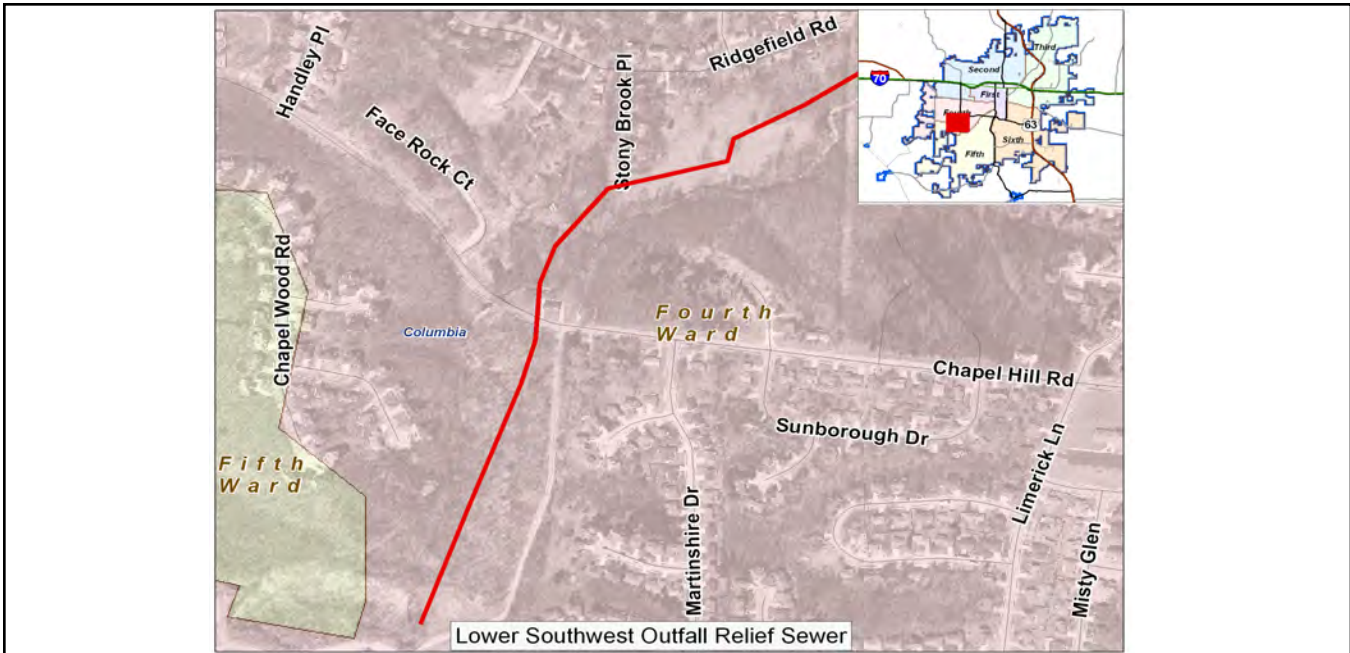 Handley Pl
Ridgefield Rd
Stony Brook Pl
Face Rock Ct
Third
Second
70
First
Fourth
63
Sixth
Fifth
Chapel Wood Rd
Columbia
Fourth
Ward
Chapel Hill Rd
Sunborough Dr
Fifth
Ward
Limerick Ln
Martinshire Dr
Misty Glen
Lower Southwest Outfall Relief Sewer